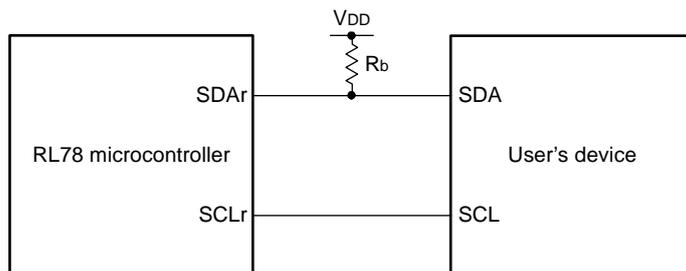 VDD
Rb
SDAr
SDA
RL78 microcontroller
User's device
SCLr
SCL